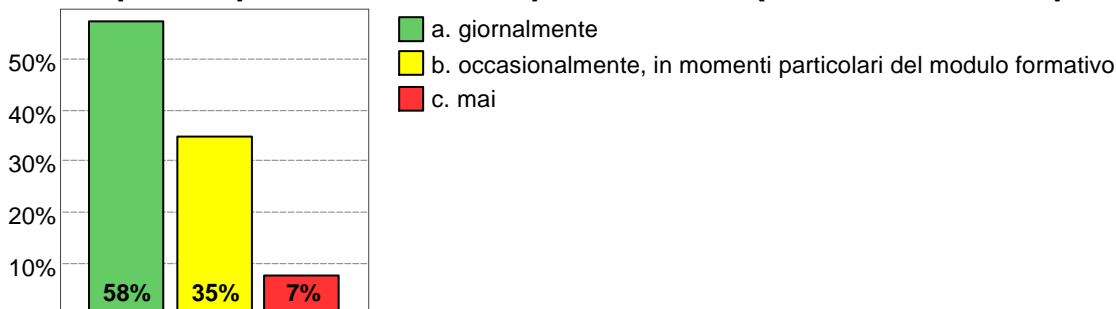 a. giornalmente
b. occasionalmente, in momenti particolari del modulo formativo
c. mai
50%
40%
30%
20%
10%
58% 35% 7%